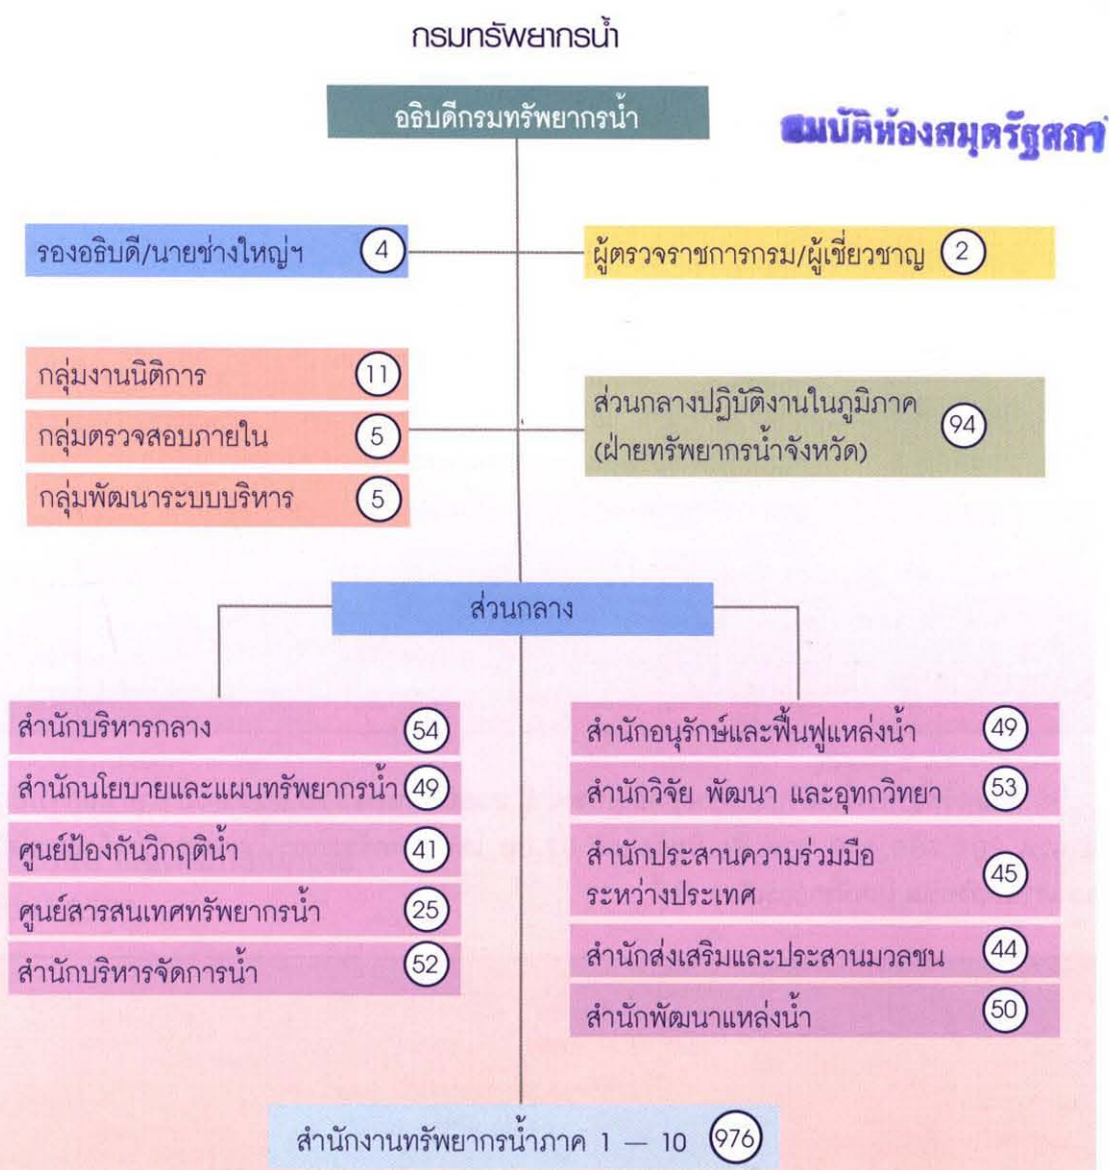 กรมทรัพยากรน้ำ
อธิบดีกรมทรัพยากรน้ำ
สมบัติห้องสมุดรัฐสภา
รองอธิบดี/นายช่างใหญ่ฯ 4
ผู้ตรวจราชการกรม/ผู้เชี่ยวชาญ 2
กลุ่มงานนิติการ 11
กลุ่มตรวจสอบภายใน 5
กลุ่มพัฒนาระบบบริหาร 5
ส่วนกลางปฏิบัติงานในภูมิภาค 94
(ฝ่ายทรัพยากรน้ำจังหวัด)
ส่วนกลาง
สำนักบริหารกลาง 54
สำนักนโยบายและแผนทรัพยากรน้ำ 49
ศูนย์ป้องกันวิกฤติน้ำ 41
ศูนย์สารสนเทศทรัพยากรน้ำ 25
สำนักบริหารจัดการน้ำ 52
สำนักอนุรักษ์และฟื้นฟูแหล่งน้ำ 49
สำนักวิจัย พัฒนา และอุทกวิทยา 53
สำนักประสานความร่วมมือ
ระหว่างประเทศ 45
สำนักส่งเสริมและประสานมวลชน 44
สำนักพัฒนาแหล่งน้ำ 50
สำนักงานทรัพยากรน้ำภาค 1 – 10 976